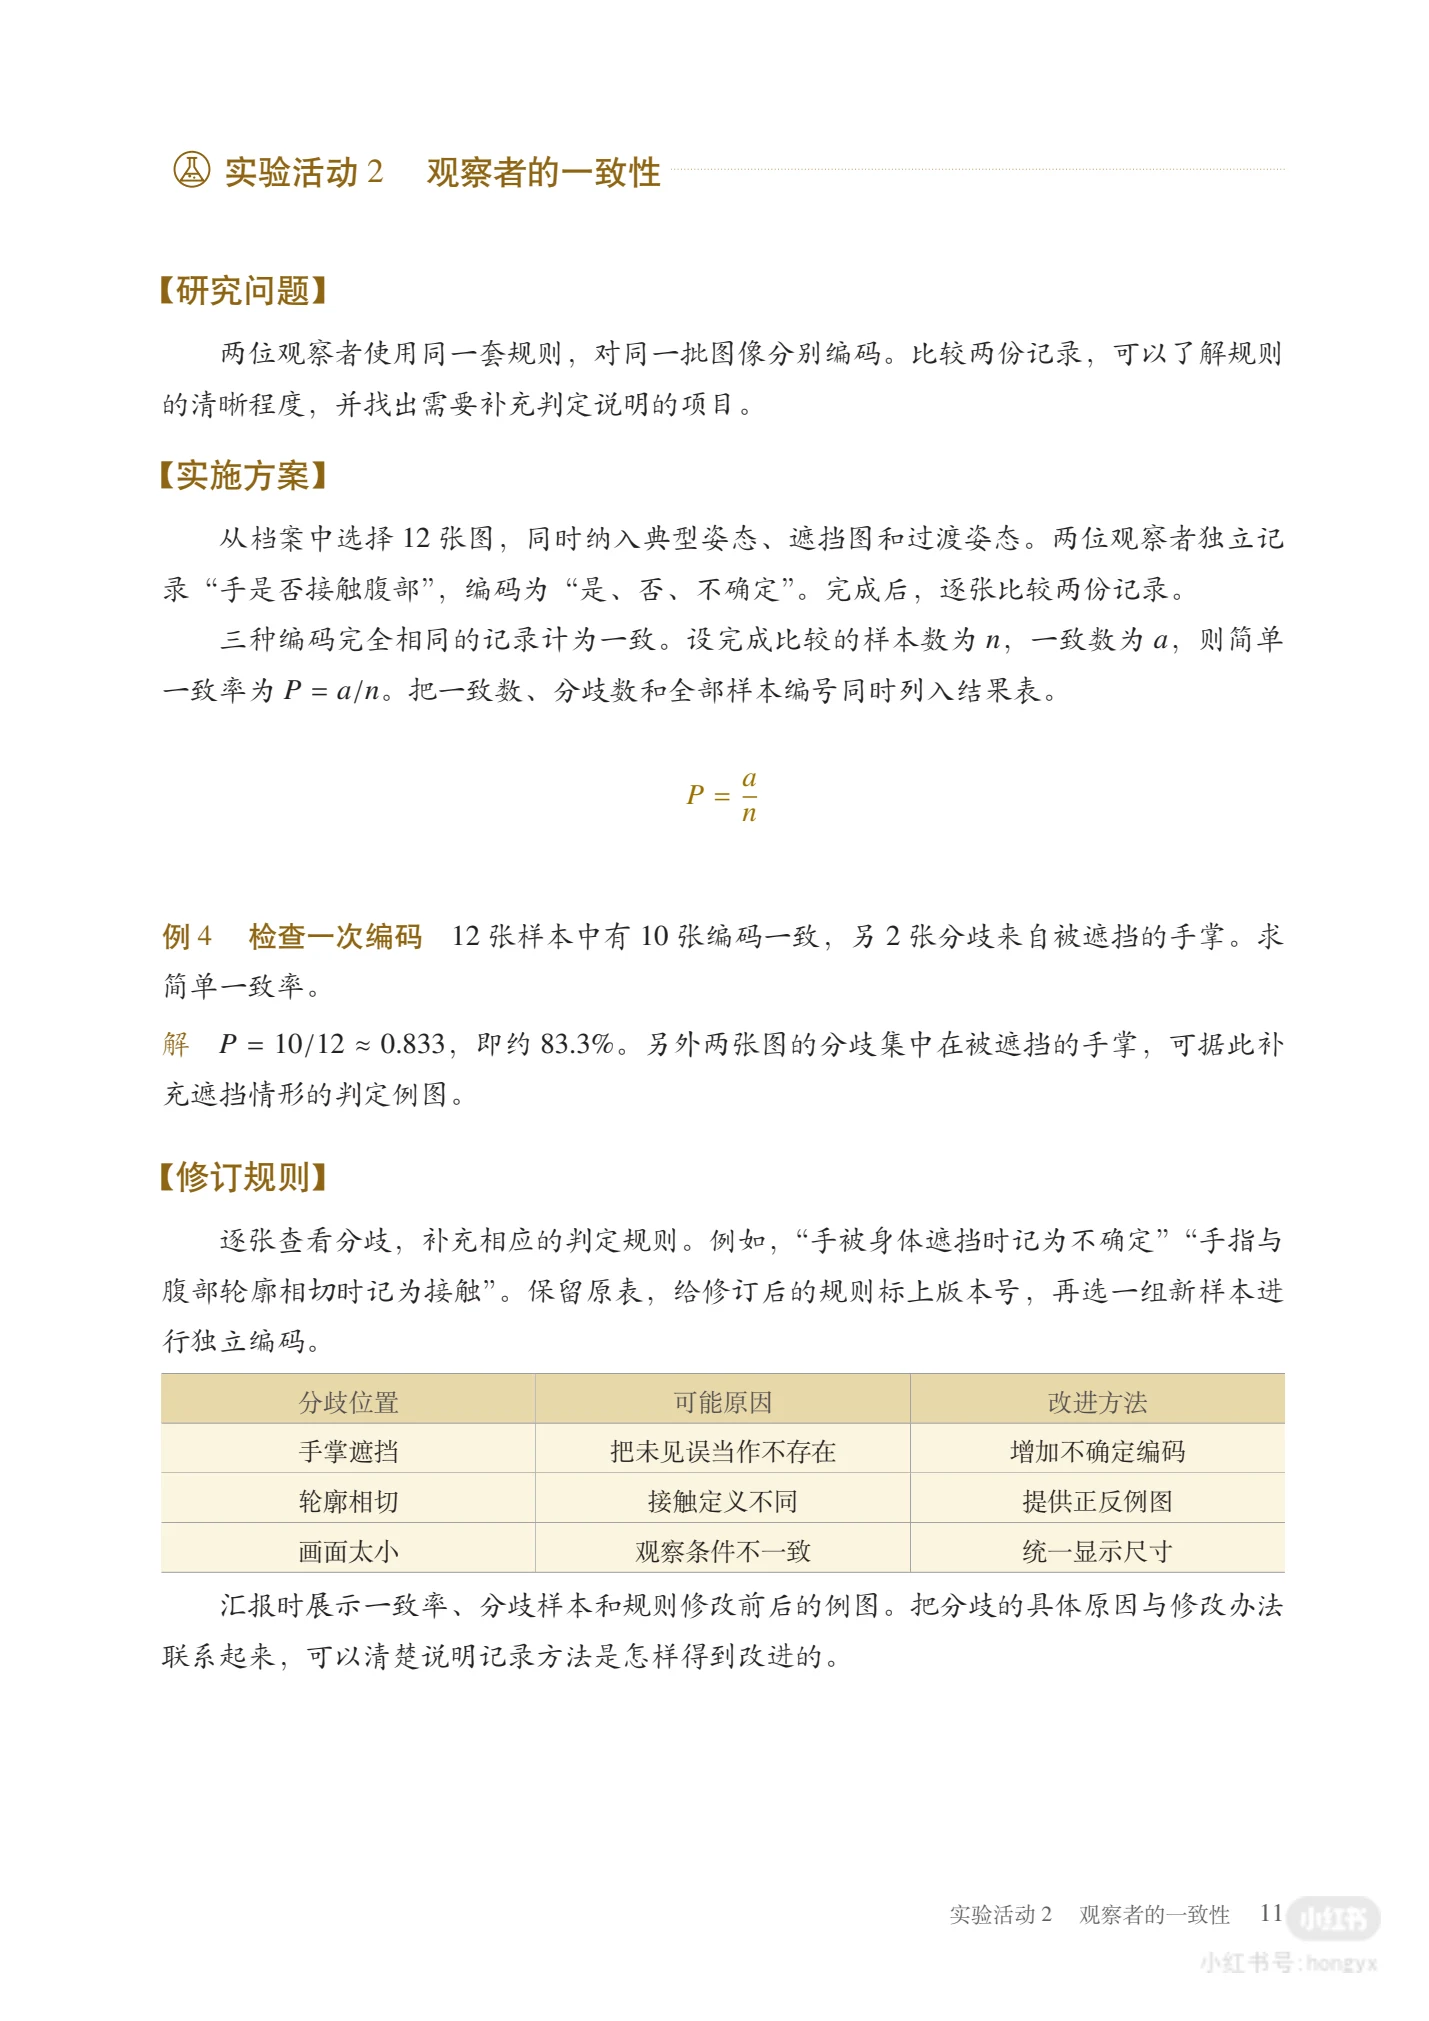 实验活动 2 观察者的一致性
【研究问题】
两位观察者使用同一套规则，对同一批图像分别编码。比较两份记录，可以了解规则
的清晰程度，并找出需要补充判定说明的项目。
【实施方案】
从档案中选择 12 张图，同时纳入典型姿态、遮挡图和过渡姿态。两位观察者独立记
录“手是否接触腹部”，编码为“是、否、不确定”。完成后，逐张比较两份记录。
三种编码完全相同的记录计为一致。设完成比较的样本数为 n，一致数为 a，则简单
一致率为 P = a/n。把一致数、分歧数和全部样本编号同时列入结果表。
P = a/n
例 4 检查一次编码 12 张样本中有 10 张编码一致，另 2 张分歧来自被遮挡的手掌。求
简单一致率。
解 P = 10/12 ≈ 0.833，即约 83.3%。另外两张图的分歧集中在被遮挡的手掌，可据此补
充遮挡情形的判定例图。
【修订规则】
逐张查看分歧，补充相应的判定规则。例如，“手被身体遮挡时记为不确定”“手指与
腹部轮廓相切时记为接触”。保留原表，给修订后的规则标上版本号，再选一组新样本进
行独立编码。
分歧位置 可能原因 改进方法
手掌遮挡 把未见误当作不存在 增加不确定编码
轮廓相切 接触定义不同 提供正反例图
画面太小 观察条件不一致 统一显示尺寸
汇报时展示一致率、分歧样本和规则修改前后的例图。把分歧的具体原因与修改办法
联系起来，可以清楚说明记录方法是怎样得到改进的。
实验活动 2 观察者的一致性 11
小红书
小红书号:hongyx